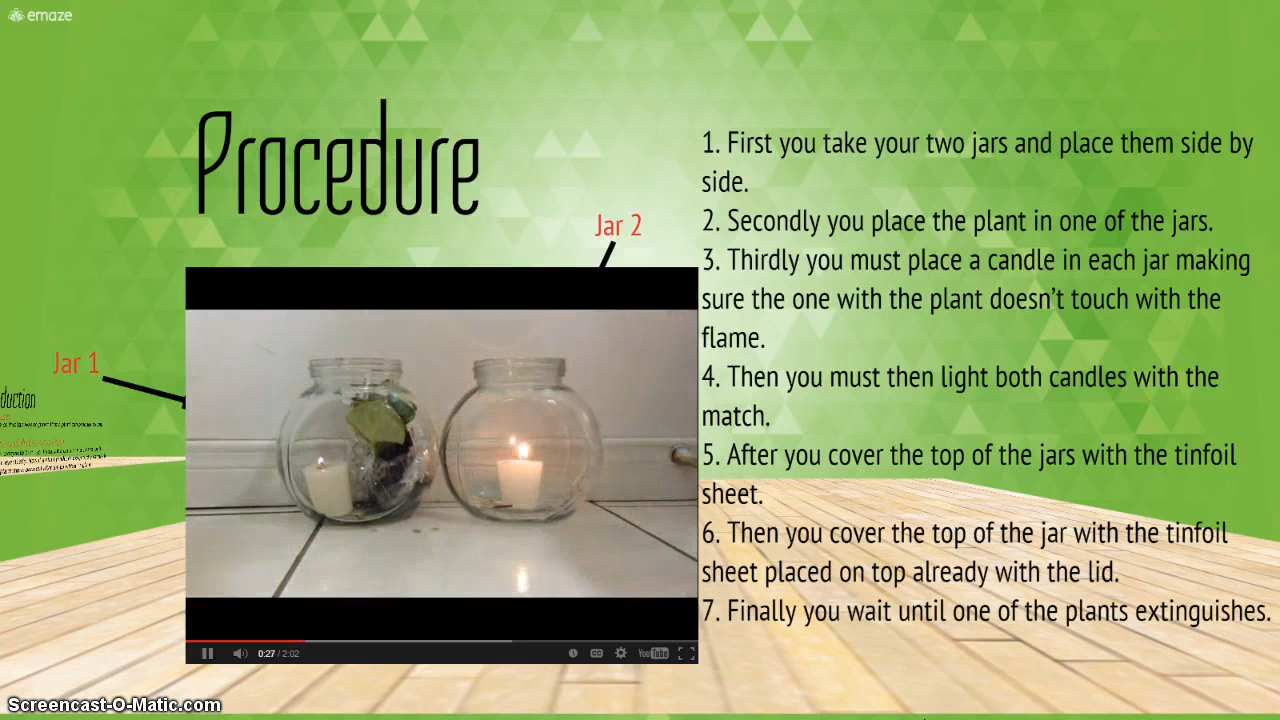 emaze
Procedure
Jar 2
Jar 1
duction
1. First you take your two jars and place them side by
side.
2. Secondly you place the plant in one of the jars.
3. Thirdly you must place a candle in each jar making
sure the one with the plant doesn't touch with the
flame.
4. Then you must then light both candles with the
match.
5. After you cover the top of the jars with the tinfoil
sheet.
6. Then you cover the top of the jar with the tinfoil
sheet placed on top already with the lid.
7. Finally you wait until one of the plants extinguishes.
0:27 / 2:02
CC
YouTube
Screencast-O-Matic.com